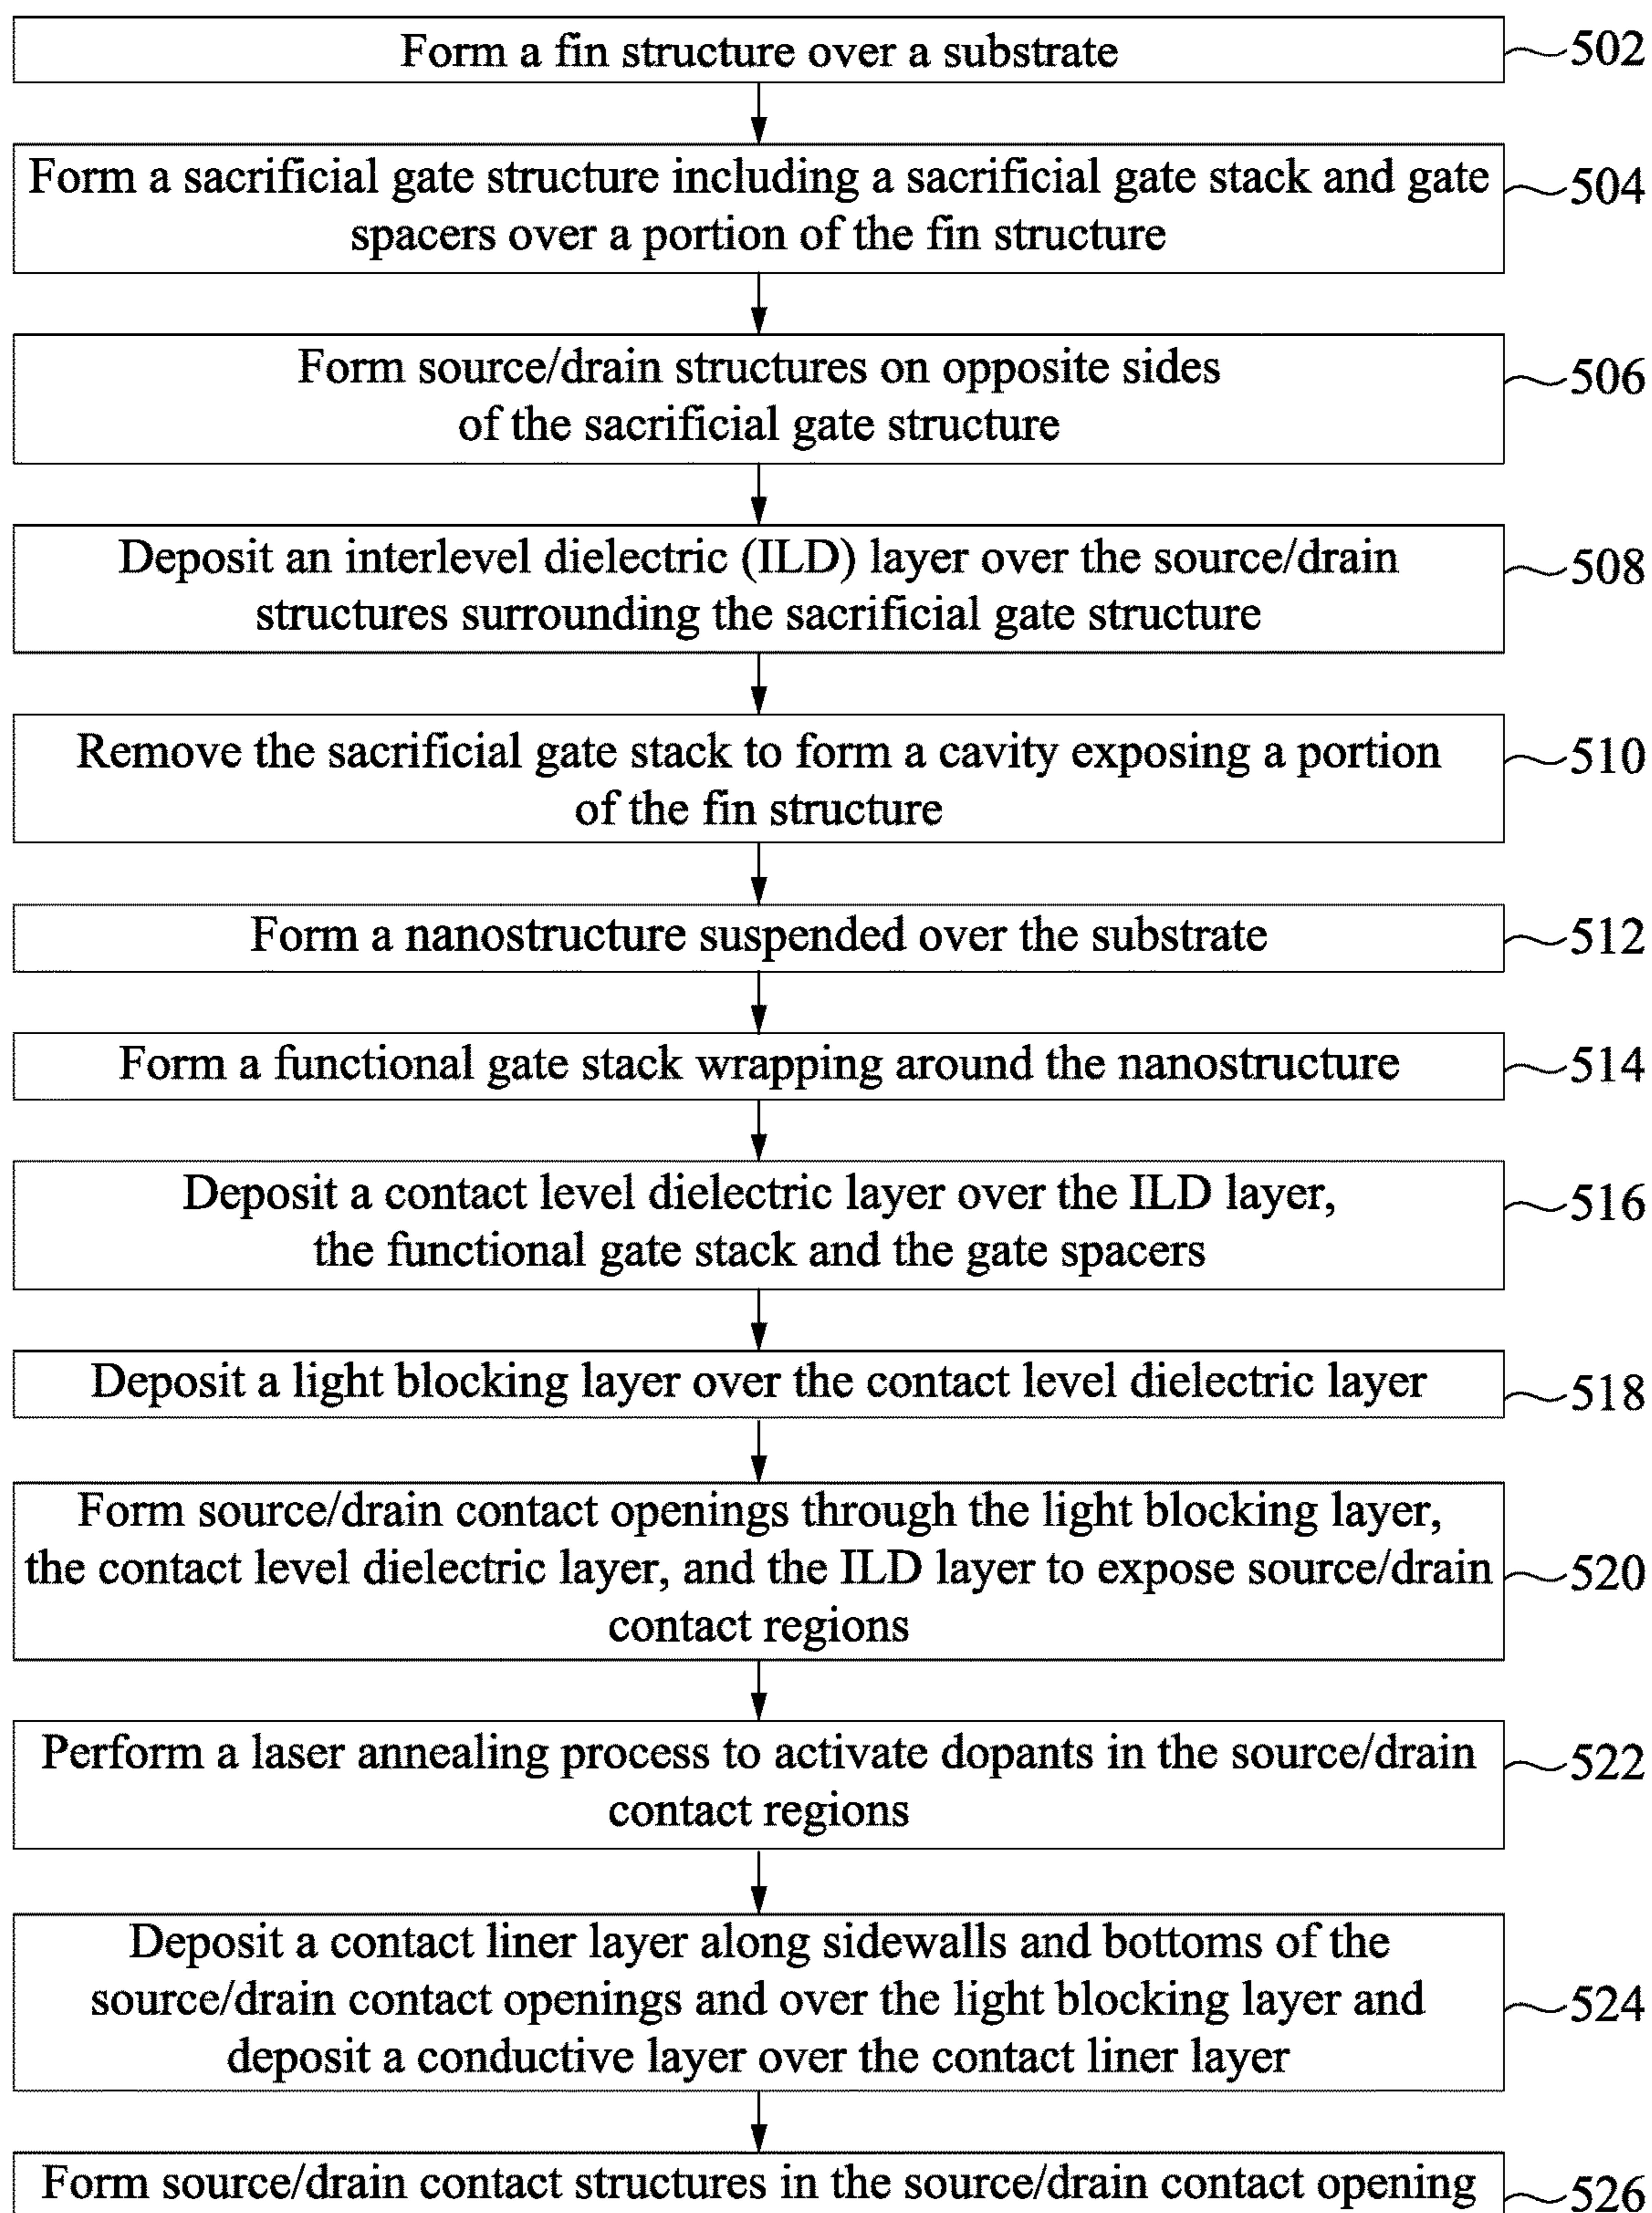 Form a fin structure over a substrate
502
Form a sacrificial gate structure including a sacrificial gate stack and gate
spacers over a portion of the fin structure
504
Form source/drain structures on opposite sides
of the sacrificial gate structure
506
Deposit an interlevel dielectric (ILD) layer over the source/drain
structures surrounding the sacrificial gate structure
508
Remove the sacrificial gate stack to form a cavity exposing a portion
of the fin structure
510
Form a nanostructure suspended over the substrate
512
Form a functional gate stack wrapping around the nanostructure
514
Deposit a contact level dielectric layer over the ILD layer,
the functional gate stack and the gate spacers
516
Deposit a light blocking layer over the contact level dielectric layer
518
Form source/drain contact openings through the light blocking layer,
the contact level dielectric layer, and the ILD layer to expose source/drain
contact regions
520
Perform a laser annealing process to activate dopants in the source/drain
contact regions
522
Deposit a contact liner layer along sidewalls and bottoms of the
source/drain contact openings and over the light blocking layer and
deposit a conductive layer over the contact liner layer
524
Form source/drain contact structures in the source/drain contact opening
526